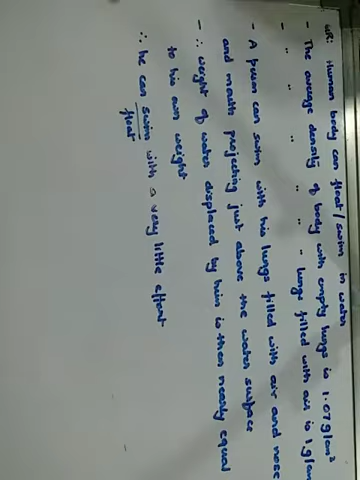 GR: Human body can float/swim in water
- The average density of body with empty lungs is 1.07g/cm³
- " " " " " lungs filled with air is 1g/cm
- A person can swim with his lungs filled with air and nose
and mouth projecting just above the water surface
- ∴ weight of water displaced by him is then nearly equal
to his own weight
∴ he can swim with a very little effort
float